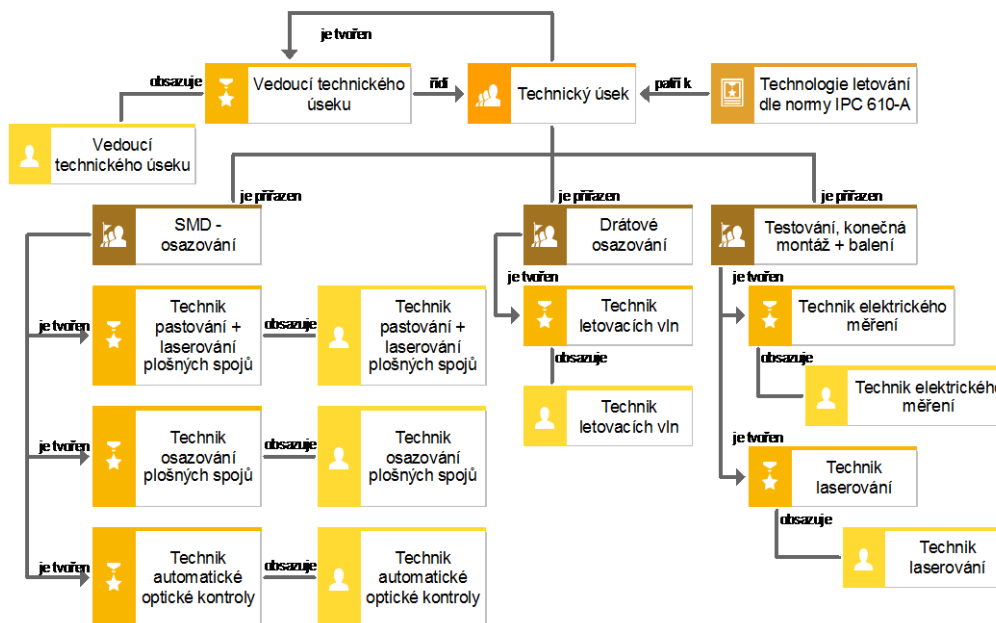 je tvořen
obsazuje
Vedoucí technického
úseku
řídí
Technický úsek
patří k
Technologie letování
dle normy IPC 610-A
Vedoucí
technického úseku
je přiřazen
je přiřazen
je přiřazen
SMD -
osazování
Drátové
osazování
Testování, konečná
montáž + balení
je tvořen
Technik
pastování +
laserování
plošných spojů
obsazuje
Technik
pastování +
laserování
plošných spojů
je tvořen
Technik
letovacích vln
obsazuje
Technik
letovacích vln
je tvořen
Technik elektrického
měření
obsazuje
Technik elektrického
měření
je tvořen
Technik
osazování
plošných spojů
obsazuje
Technik
osazování
plošných spojů
je tvořen
Technik
laserování
obsazuje
Technik
laserování
je tvořen
Technik
automatické
optické kontroly
obsazuje
Technik
automatické
optické kontroly